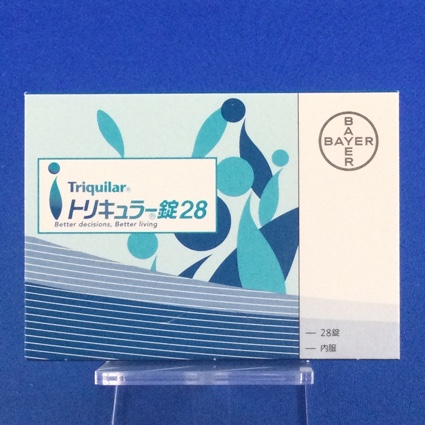 Triquilar®
トリキュラー®錠28
Better decisions, Better living
BAYER
BAYER
28錠
内服